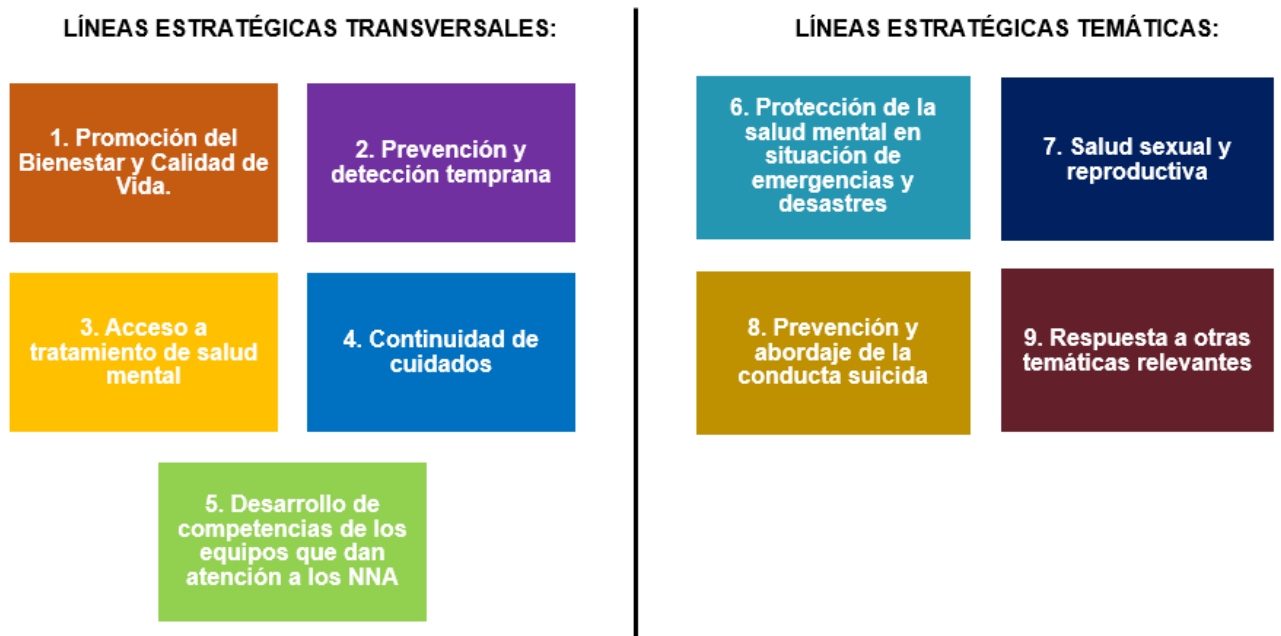 LÍNEAS ESTRATÉGICAS TRANSVERSALES:
1. Promoción del
Bienestar y Calidad de
Vida.
2. Prevención y
detección temprana
3. Acceso a
tratamiento de salud
mental
4. Continuidad de
cuidados
5. Desarrollo de
competencias de los
equipos que dan
atención a los NNA
LÍNEAS ESTRATÉGICAS TEMÁTICAS:
6. Protección de la
salud mental en
situación de
emergencias y
desastres
7. Salud sexual y
reproductiva
8. Prevención y
abordaje de la
conducta suicida
9. Respuesta a otras
temáticas relevantes